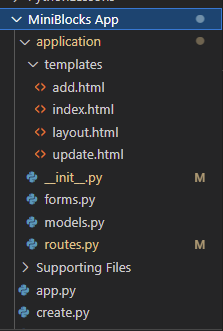 MiniBlocks App
application
templates
add.html
index.html
layout.html
update.html
__init__.py M
forms.py
models.py
routes.py M
Supporting Files
app.py
create.py